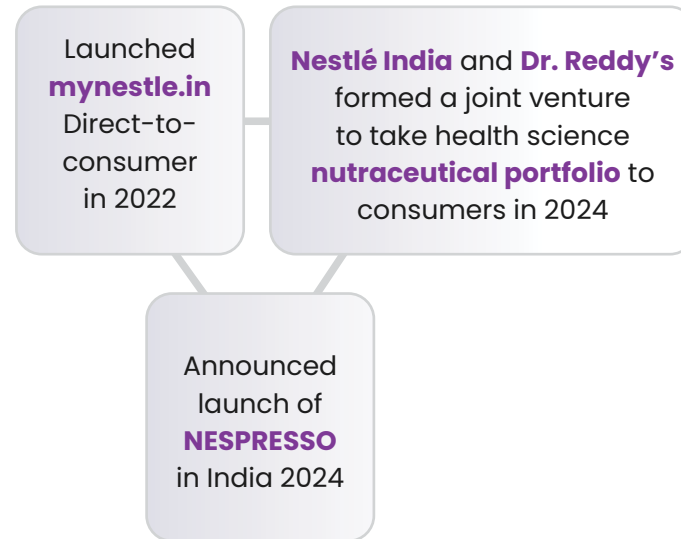 Launched
mynestle.in
Direct-to-
consumer
in 2022
Nestlé India and Dr. Reddy’s
formed a joint venture
to take health science
nutraceutical portfolio to
consumers in 2024
Announced
launch of
NESPRESSO
in India 2024